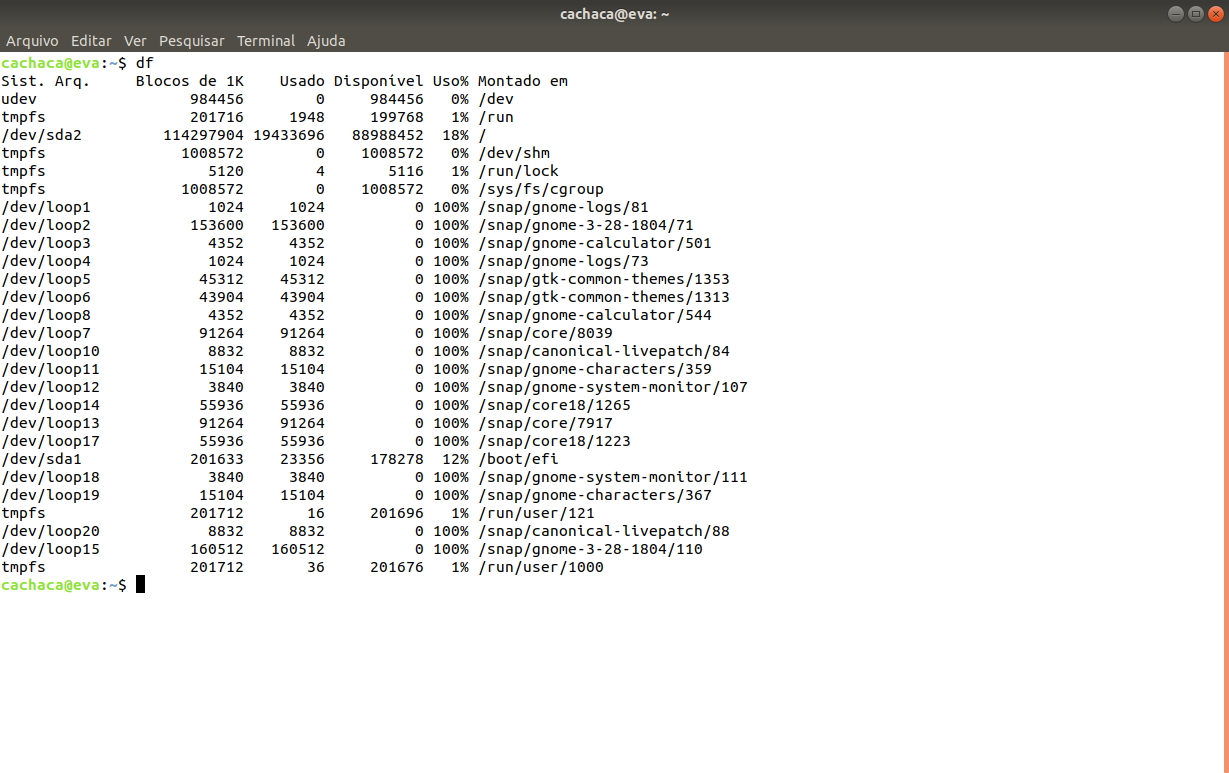 cachaca@eva: ~
Arquivo Editar Ver Pesquisar Terminal Ajuda
cachaca@eva:~$ df
Sist. Arq.     Blocos de 1K    Usado Disponível Uso% Montado em
udev                 984456        0     984456   0% /dev
tmpfs                201716     1948     199768   1% /run
/dev/sda2         114297904 19433696   88988452  18% /
tmpfs               1008572        0    1008572   0% /dev/shm
tmpfs                  5120        4       5116   1% /run/lock
tmpfs               1008572        0    1008572   0% /sys/fs/cgroup
/dev/loop1             1024     1024          0 100% /snap/gnome-logs/81
/dev/loop2           153600   153600          0 100% /snap/gnome-3-28-1804/71
/dev/loop3             4352     4352          0 100% /snap/gnome-calculator/501
/dev/loop4             1024     1024          0 100% /snap/gnome-logs/73
/dev/loop5            45312    45312          0 100% /snap/gtk-common-themes/1353
/dev/loop6            43904    43904          0 100% /snap/gtk-common-themes/1313
/dev/loop8             4352     4352          0 100% /snap/gnome-calculator/544
/dev/loop7            91264    91264          0 100% /snap/core/8039
/dev/loop10            8832     8832          0 100% /snap/canonical-livepatch/84
/dev/loop11           15104    15104          0 100% /snap/gnome-characters/359
/dev/loop12            3840     3840          0 100% /snap/gnome-system-monitor/107
/dev/loop14           55936    55936          0 100% /snap/core18/1265
/dev/loop13           91264    91264          0 100% /snap/core/7917
/dev/loop17           55936    55936          0 100% /snap/core18/1223
/dev/sda1            201633    23356     178278  12% /boot/efi
/dev/loop18            3840     3840          0 100% /snap/gnome-system-monitor/111
/dev/loop19           15104    15104          0 100% /snap/gnome-characters/367
tmpfs                201712       16     201696   1% /run/user/121
/dev/loop20            8832     8832          0 100% /snap/canonical-livepatch/88
/dev/loop15          160512   160512          0 100% /snap/gnome-3-28-1804/110
tmpfs                201712       36     201676   1% /run/user/1000
cachaca@eva:~$